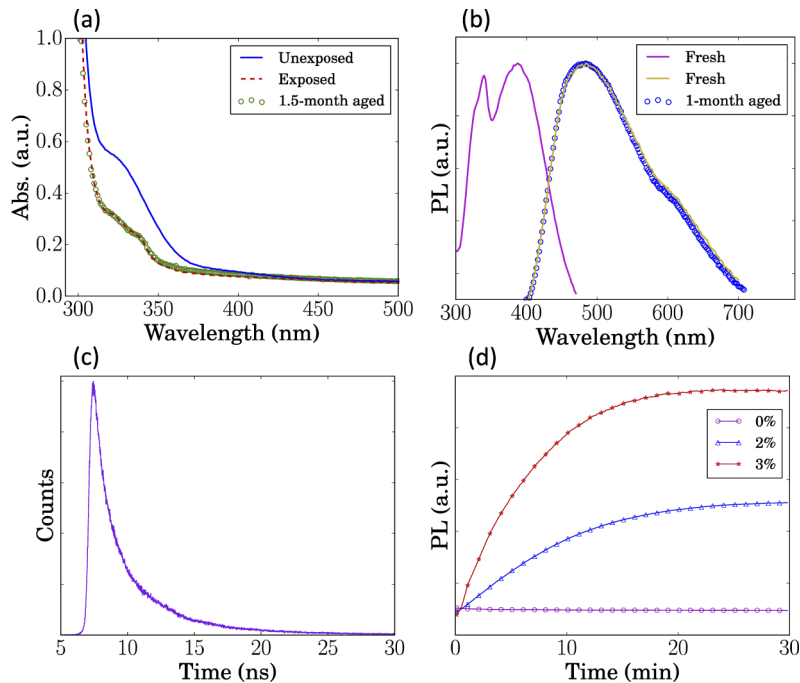 (a)
1.0
0.8
0.6
0.4
0.2
0.0
Abs. (a.u.)
Unexposed
Exposed
1.5-month aged
300
350
400
450
500
Wavelength (nm)
(b)
PL (a.u.)
Fresh
Fresh
1-month aged
300
400
500
600
700
Wavelength (nm)
(c)
Counts
5
10
15
20
25
30
Time (ns)
(d)
PL (a.u.)
0%
2%
3%
0
10
20
30
Time (min)